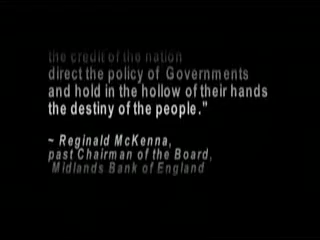 the credit of the nation
direct the policy of Governments
and hold in the hollow of their hands
the destiny of the people."
~ Reginald McKenna,
past Chairman of the Board,
Midlands Bank of England